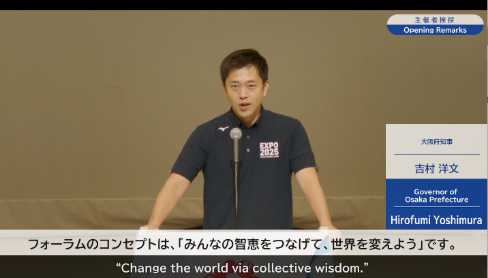 主催者挨拶
Opening Remarks
EXPO
2025
大阪府知事
吉村 洋文
Governor of
Osaka Prefecture
Hirofumi Yoshimura
フォーラムのコンセプトは、「みんなの智恵をつなげて、世界を変えよう」です。
“Change the world via collective wisdom.”